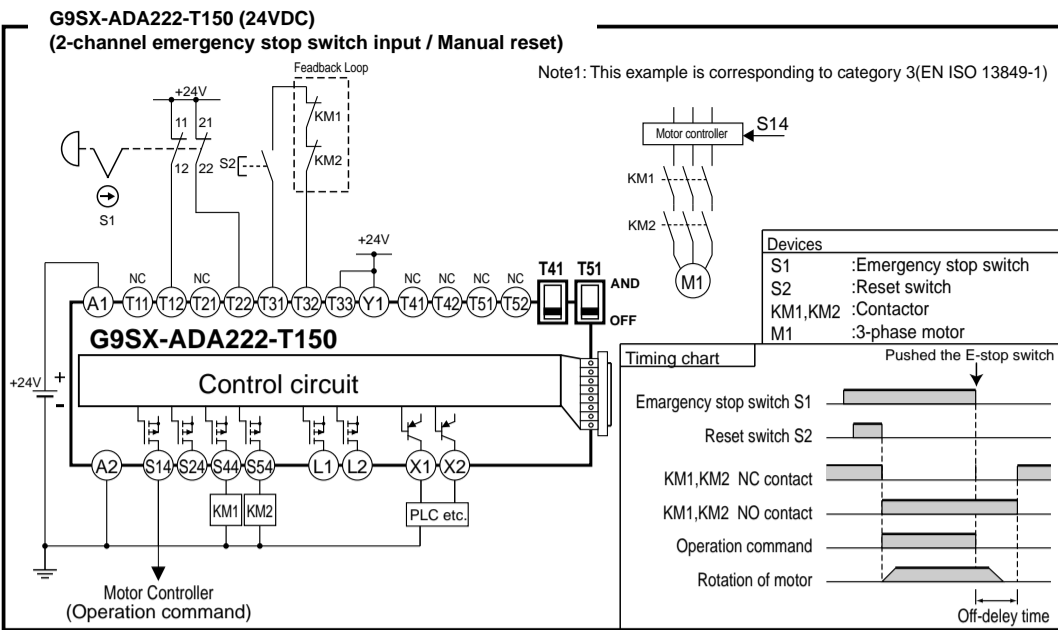 G9SX-ADA222-T150 (24VDC)
(2-channel emergency stop switch input / Manual reset)
Note1: This example is corresponding to category 3(EN ISO 13849-1)
Feadback Loop
+24V
11 21
12 22
S1
S2
KM1
KM2
+24V
Motor controller
S14
KM1
KM2
M1
NC NC NC NC NC NC
T41 T51
AND
OFF
A1 T11 T12 T21 T22 T31 T32 T33 Y1 T41 T42 T51 T52
G9SX-ADA222-T150
+24V
+
-
Control circuit
A2 S14 S24 S44 S54 L1 L2 X1 X2
KM1 KM2
PLC etc.
Motor Controller
(Operation command)
Devices
S1 :Emergency stop switch
S2 :Reset switch
KM1,KM2 :Contactor
M1 :3-phase motor
Timing chart
Pushed the E-stop switch
Emargency stop switch S1
Reset switch S2
KM1,KM2 NC contact
KM1,KM2 NO contact
Operation command
Rotation of motor
Off-deley time